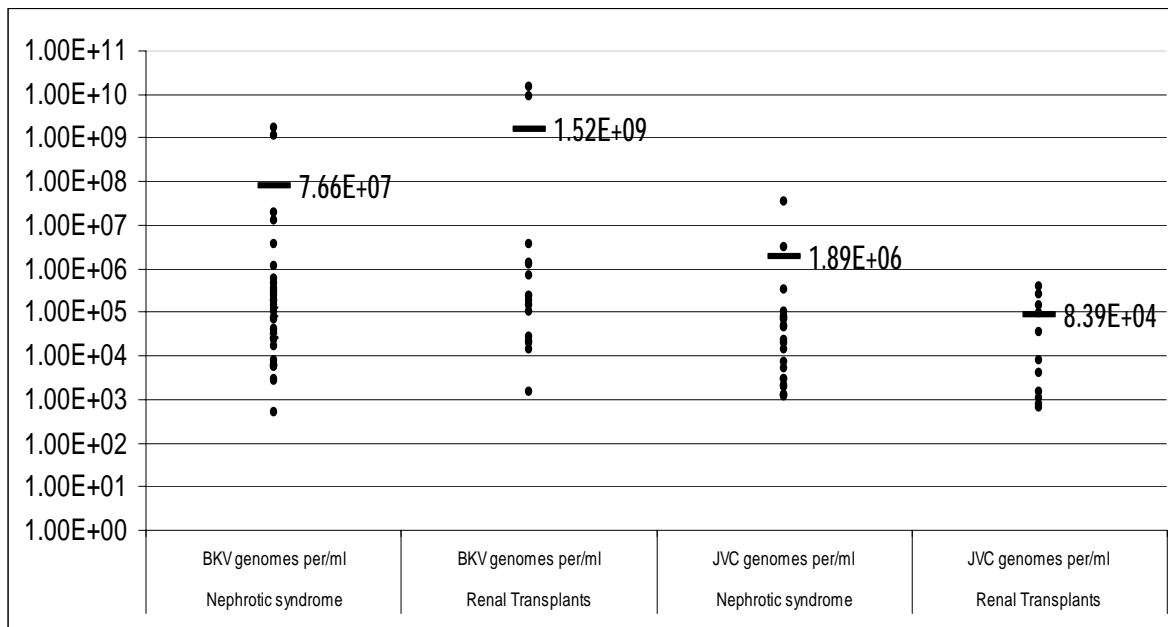 1.00E+11
1.00E+10
1.00E+09
1.00E+08
1.00E+07
1.00E+06
1.00E+05
1.00E+04
1.00E+03
1.00E+02
1.00E+01
1.00E+00
7.66E+07
1.52E+09
1.89E+06
8.39E+04
BKV genomes per/ml
Nephrotic syndrome
BKV genomes per/ml
Renal Transplants
JVC genomes per/ml
Nephrotic syndrome
JVC genomes per/ml
Renal Transplants